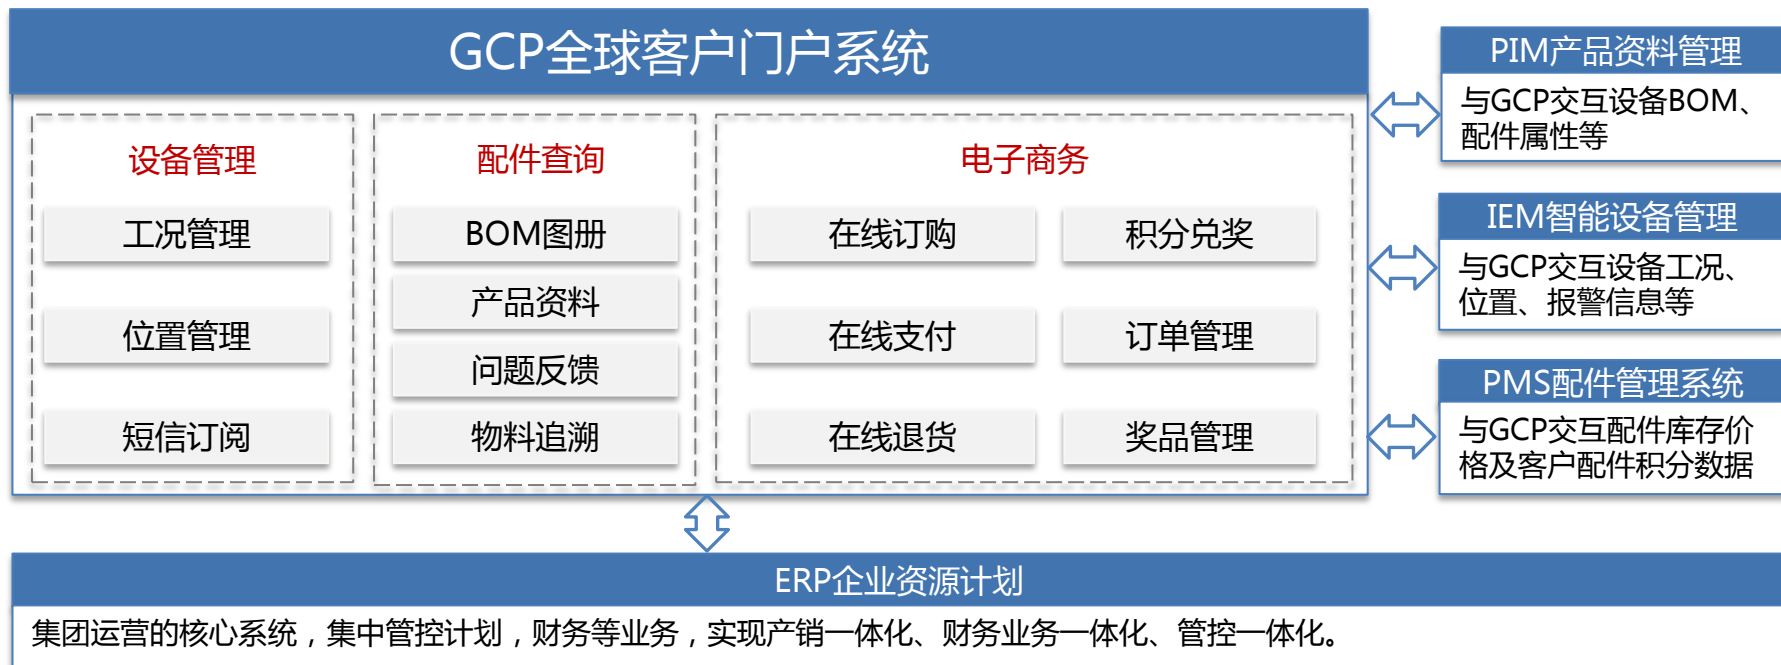 GCP全球客户门户系统
设备管理
工况管理
位置管理
短信订阅
配件查询
BOM图册
产品资料
问题反馈
物料追溯
电子商务
在线订购
积分兑奖
在线支付
订单管理
在线退货
奖品管理
PIM产品资料管理
与GCP交互设备BOM、
配件属性等
IEM智能设备管理
与GCP交互设备工况、
位置、报警信息等
PMS配件管理系统
与GCP交互配件库存价
格及客户配件积分数据
ERP企业资源计划
集团运营的核心系统，集中管控计划，财务等业务，实现产销一体化、财务业务一体化、管控一体化。